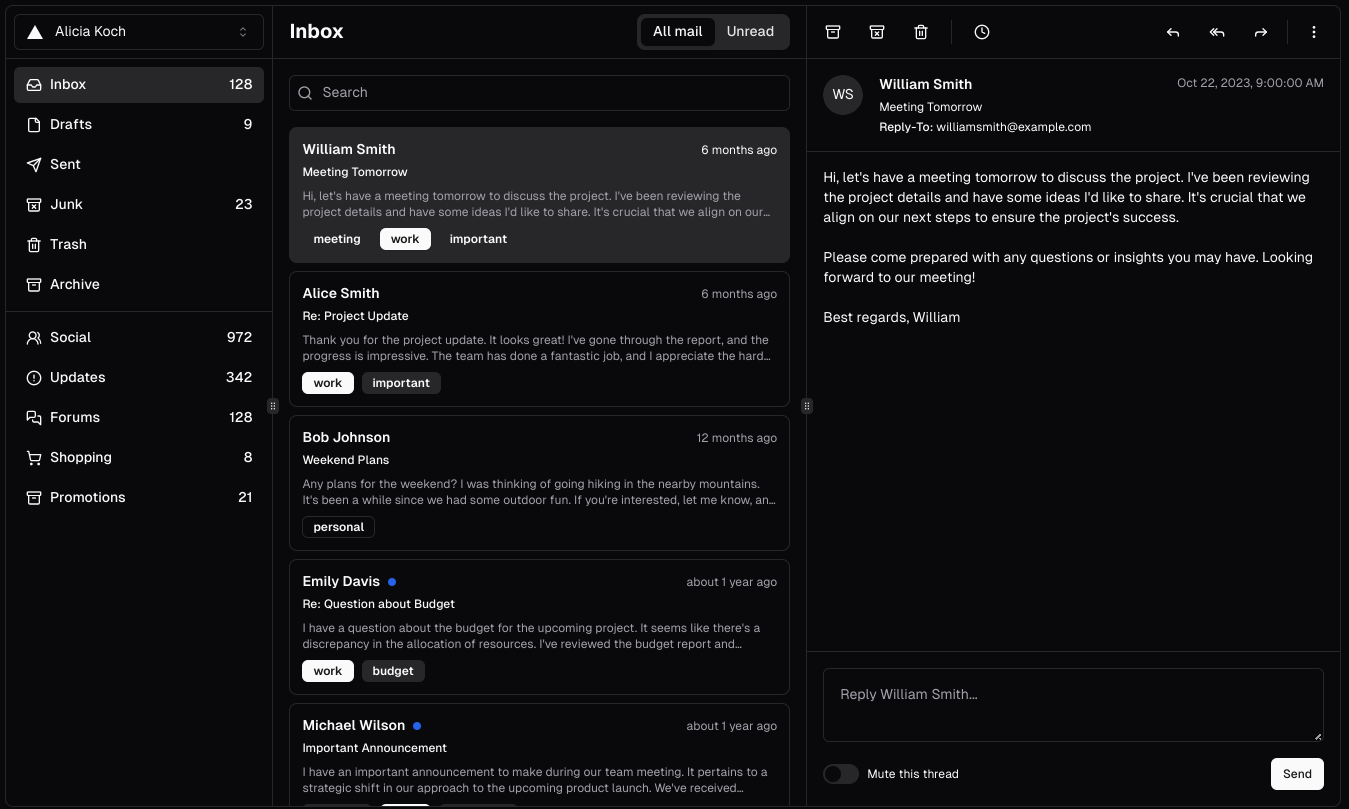 Alicia Koch
Inbox 128
Drafts 9
Sent
Junk 23
Trash
Archive
Social 972
Updates 342
Forums 128
Shopping 8
Promotions 21
Inbox
All mail Unread
Search
William Smith 6 months ago
Meeting Tomorrow
Hi, let's have a meeting tomorrow to discuss the project. I've been reviewing the
project details and have some ideas I'd like to share. It's crucial that we align on our…
meeting work important
Alice Smith 6 months ago
Re: Project Update
Thank you for the project update. It looks great! I've gone through the report, and the
progress is impressive. The team has done a fantastic job, and I appreciate the hard…
work important
Bob Johnson 12 months ago
Weekend Plans
Any plans for the weekend? I was thinking of going hiking in the nearby mountains.
It's been a while since we had some outdoor fun. If you're interested, let me know, an…
personal
Emily Davis about 1 year ago
Re: Question about Budget
I have a question about the budget for the upcoming project. It seems like there's a
discrepancy in the allocation of resources. I've reviewed the budget report and…
work budget
Michael Wilson about 1 year ago
Important Announcement
I have an important announcement to make during our team meeting. It pertains to a
strategic shift in our approach to the upcoming product launch. We've received…
WS
William Smith Oct 22, 2023, 9:00:00 AM
Meeting Tomorrow
Reply-To: williamsmith@example.com
Hi, let's have a meeting tomorrow to discuss the project. I've been reviewing
the project details and have some ideas I'd like to share. It's crucial that we
align on our next steps to ensure the project's success.
Please come prepared with any questions or insights you may have. Looking
forward to our meeting!
Best regards, William
Reply William Smith...
Mute this thread Send